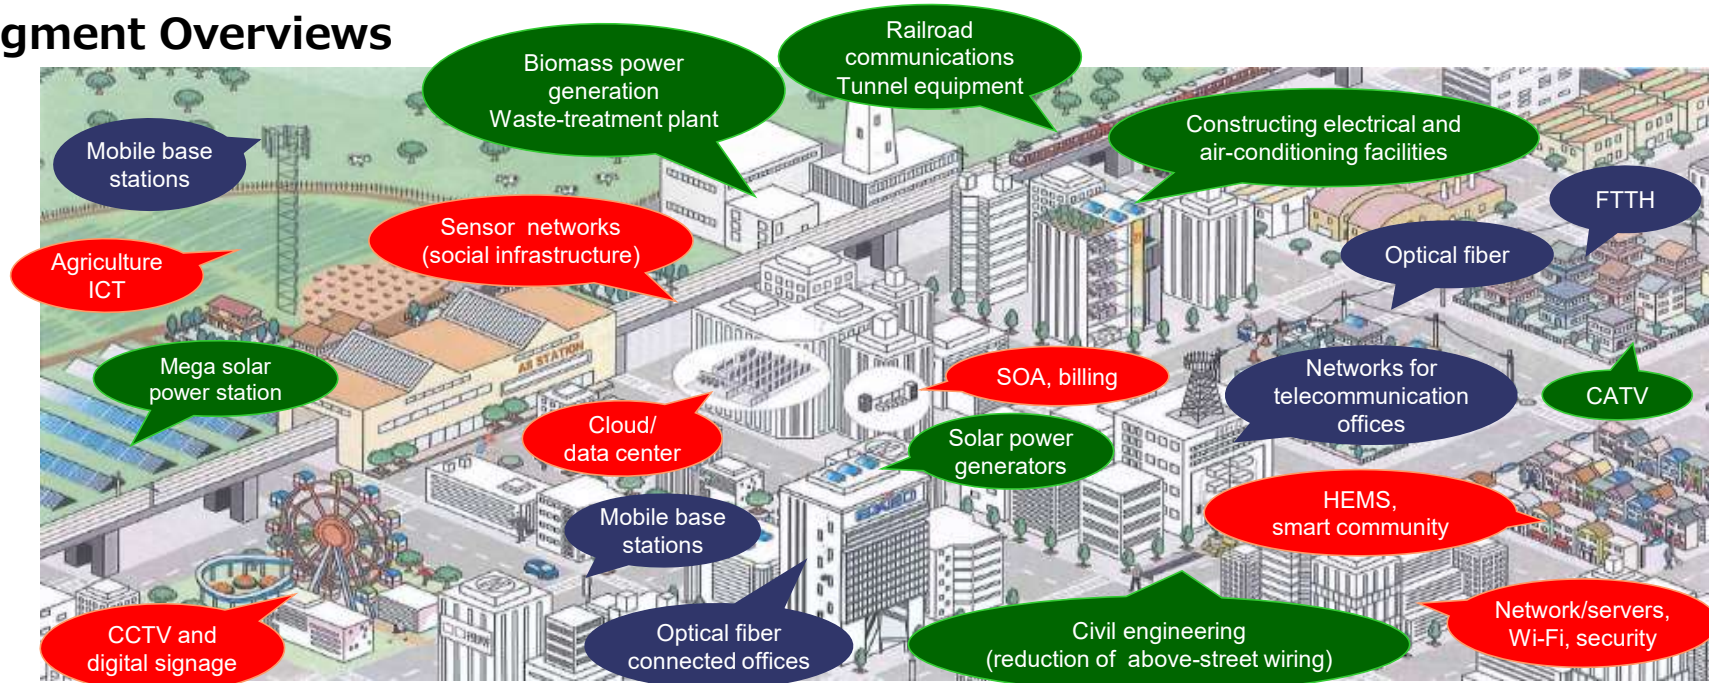 gment Overviews
Railroad
communications
Tunnel equipment
Biomass power
generation
Waste-treatment plant
Constructing electrical and
air-conditioning facilities
Mobile base
stations
FTTH
Sensor networks
(social infrastructure)
Optical fiber
Agriculture
ICT
AII STATION
Mega solar
power station
SOA, billing
Networks for
telecommunication
offices
CATV
Cloud/
data center
Solar power
generators
HEMS,
smart community
EXEO
Mobile base
stations
Network/servers,
Wi-Fi, security
CCTV and
digital signage
Optical fiber
connected offices
Civil engineering
(reduction of above-street wiring)